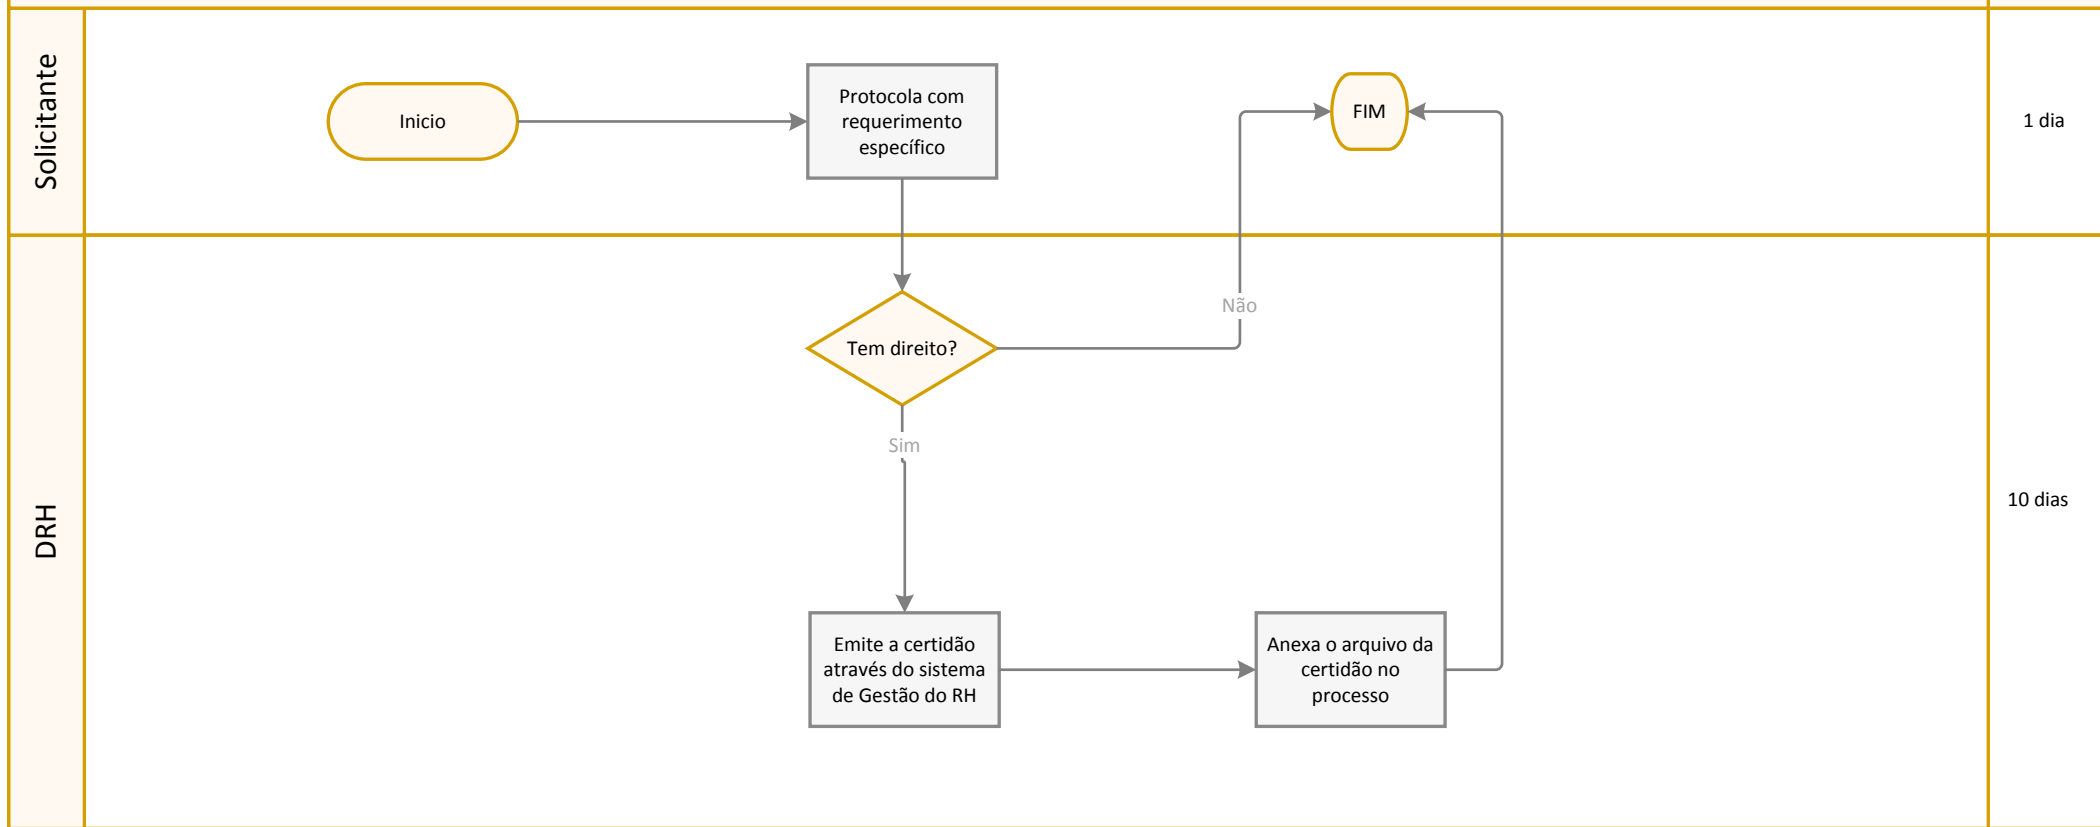 Solicitante
Inicio
Protocola com
requerimento
específico
FIM
1 dia
DRH
Tem direito?
Não
Sim
10 dias
Emite a certidão
através do sistema
de Gestão do RH
Anexa o arquivo da
certidão no
processo